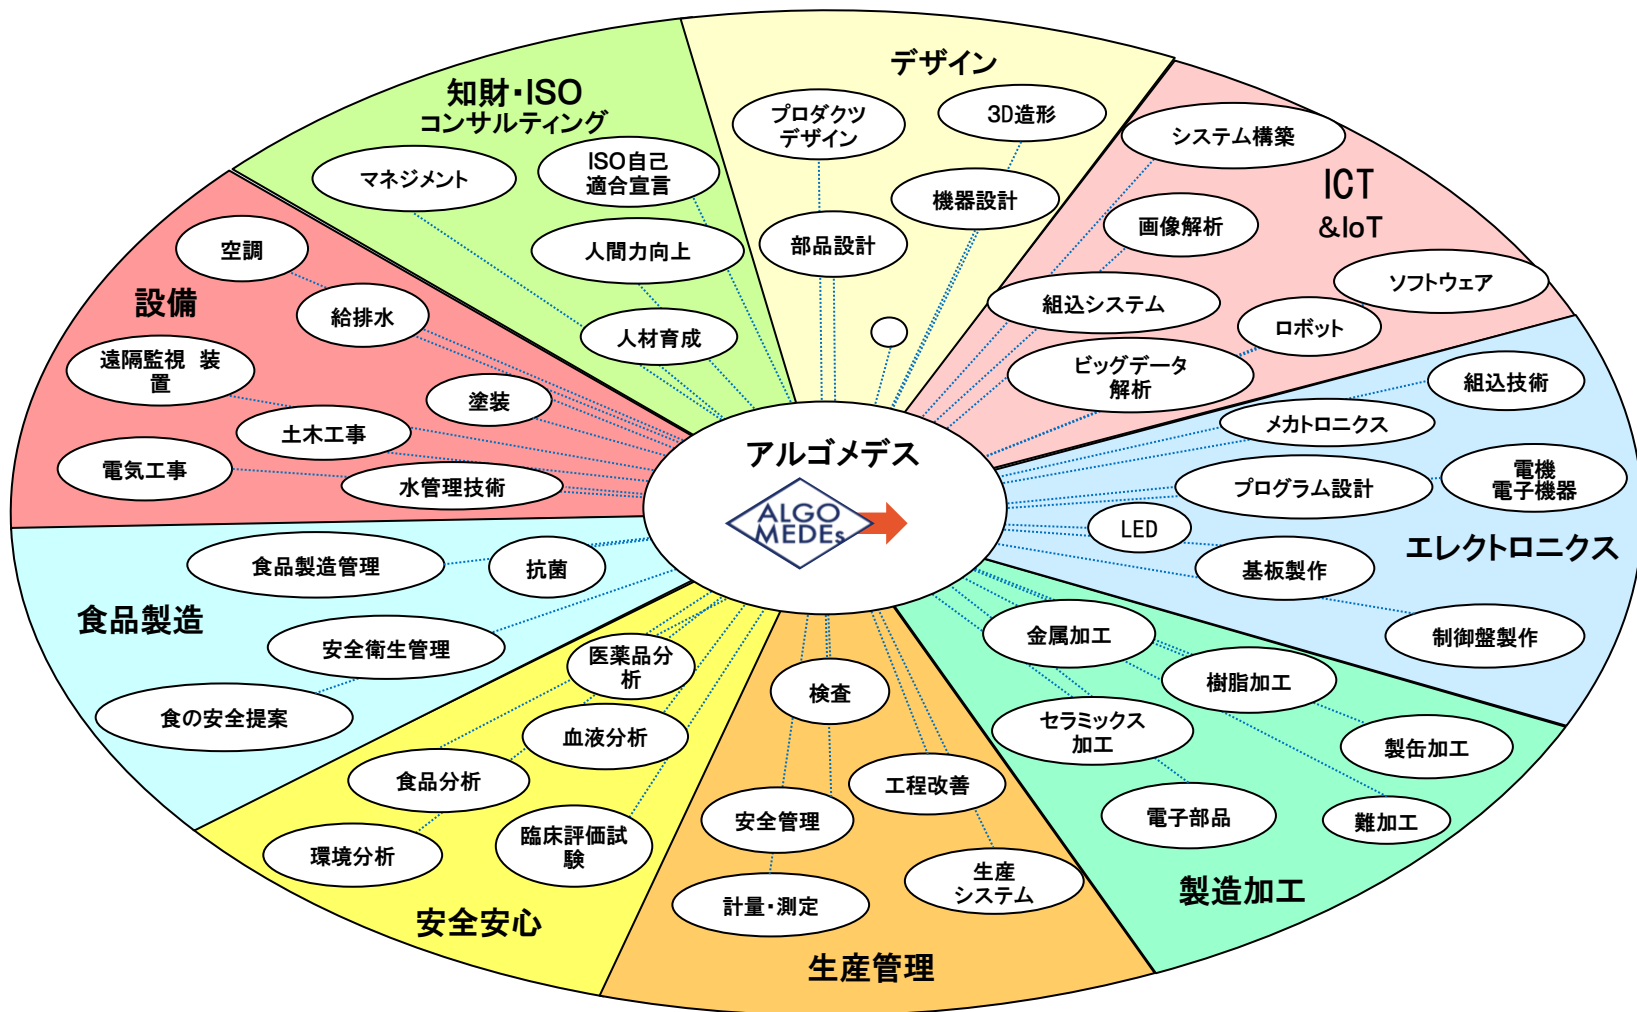 デザイン
プロダクツ
デザイン
3D造形
機器設計
部品設計
ICT
&IoT
システム構築
画像解析
組込システム
ソフトウェア
ロボット
ビッグデータ
解析
エレクトロニクス
組込技術
メカトロニクス
プログラム設計
電機
電子機器
LED
基板製作
制御盤製作
製造加工
金属加工
樹脂加工
セラミックス
加工
製缶加工
電子部品
難加工
生産管理
検査
工程改善
安全管理
生産
システム
計量・測定
安全安心
医薬品分
析
血液分析
食品分析
環境分析
臨床評価試
験
食品製造
食品製造管理
抗菌
安全衛生管理
食の安全提案
設備
空調
給排水
遠隔監視 装
置
塗装
土木工事
電気工事
水管理技術
知財・ISO
コンサルティング
マネジメント
ISO自己
適合宣言
人間力向上
人材育成
アルゴメデス
ALGO
MEDEs